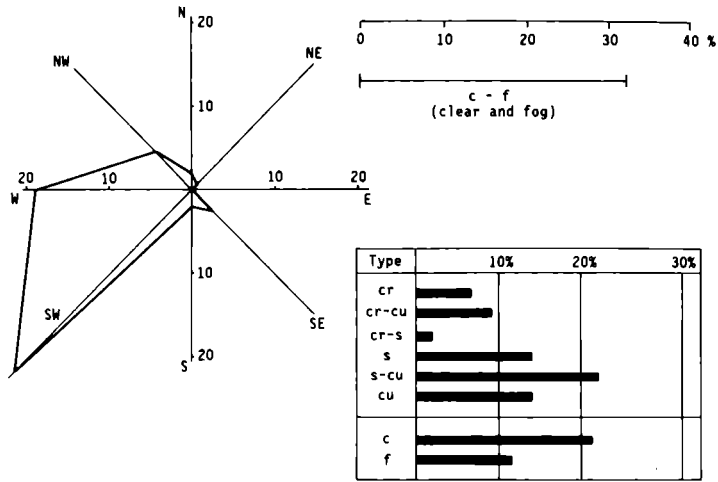 N
20
NW
NE
10
20
10
10
20
W
E
10
SW
SE
20
S
0 10 20 30 40 %
c - f
(clear and fog)
Type 10% 20% 30%
cr
cr-cu
cr-s
s
s-cu
cu
c
f